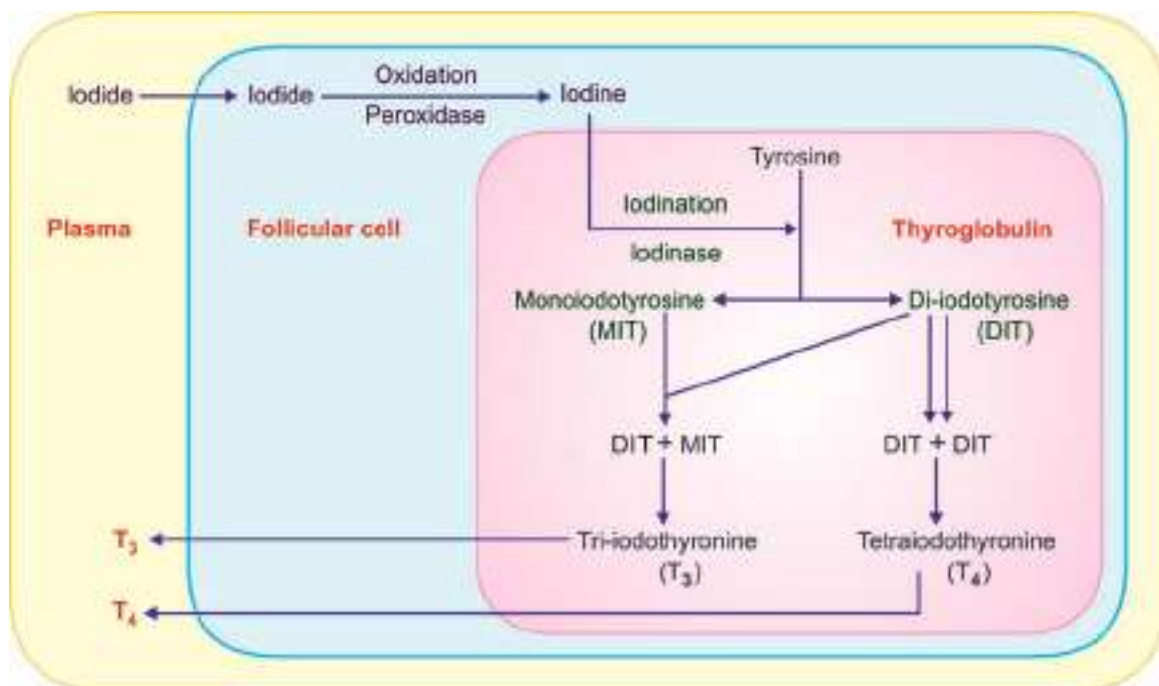 Iodide
Iodide
Oxidation
Peroxidase
Iodine
Tyrosine
Plasma
Follicular cell
Iodination
Iodinase
Thyroglobulin
Monoiodotyrosine
(MIT)
Di-iodotyrosine
(DIT)
DIT + MIT
DIT + DIT
T3
Tri-iodothyronine
(T3)
Tetraiodothyronine
(T4)
T4